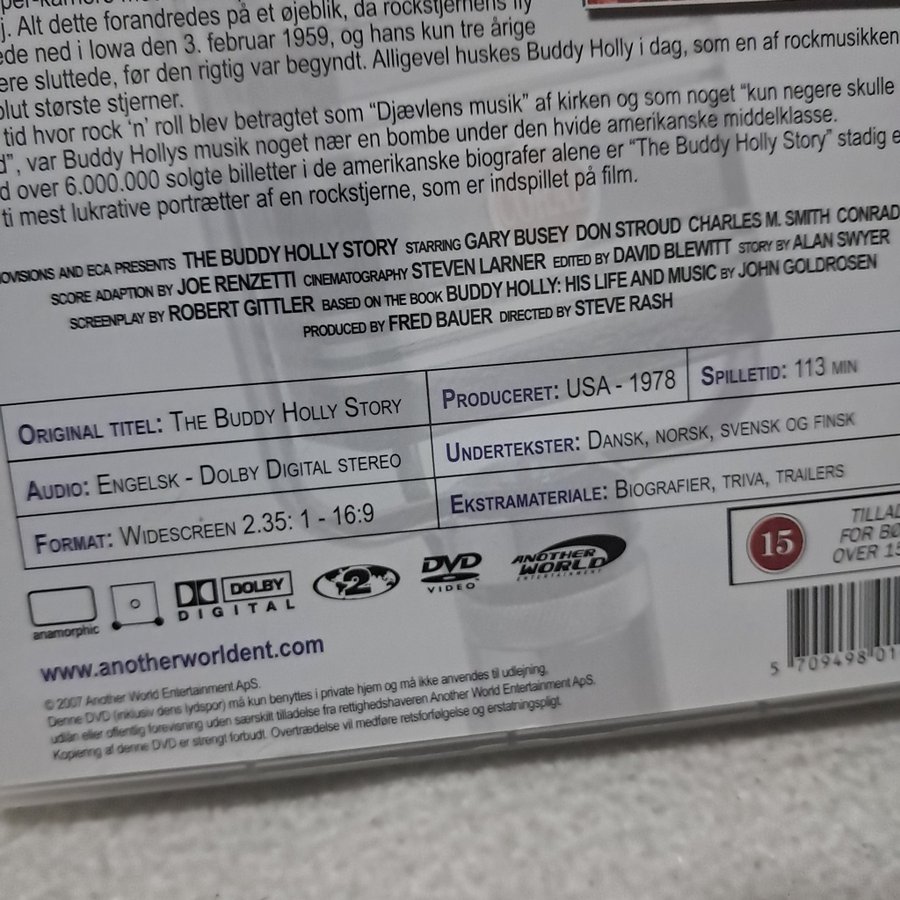 j. Alt dette forandredes på et øjeblik, da rockstjernens fly
ede ned i Iowa den 3. februar 1959, og hans kun tre årige
ere sluttede, før den rigtig var begyndt. Alligevel huskes Buddy Holly i dag, som en af rockmusikken
olut største stjerner.
tid hvor rock 'n' roll blev betragtet som "Djævlens musik" af kirken og som noget "kun negere skulle
d", var Buddy Hollys musik noget nær en bombe under den hvide amerikanske middelklasse.
d over 6.000.000 solgte billetter i de amerikanske biografer alene er "The Buddy Holly Story" stadig e
ti mest lukrative portrætter af en rockstjerne, som er indspillet på film.
OVISIONS AND ECA PRESENTS THE BUDDY HOLLY STORY STARRING GARY BUSEY DON STROUD CHARLES M. SMITH CONRAD
SCORE ADAPTION BY JOE RENZETTI CINEMATOGRAPHY STEVEN LARNER EDITED BY DAVID BLEWITT STORY BY ALAN SWYER
SCREENPLAY BY ROBERT GITTLER BASED ON THE BOOK BUDDY HOLLY: HIS LIFE AND MUSIC BY JOHN GOLDROSEN
PRODUCED BY FRED BAUER DIRECTED BY STEVE RASH
ORIGINAL TITEL: THE BUDDY HOLLY STORY
PRODUCERET: USA - 1978
SPILLETID: 113 MIN
AUDIO: ENGELSK - DOLBY DIGITAL STEREO
UNDERTEKSTER: DANSK, NORSK, SVENSK OG FINSK
FORMAT: WIDESCREEN 2.35: 1 - 16:9
EKSTRAMATERIALE: BIOGRAFIER, TRIVA, TRAILERS
anamorphic
DOLBY
DIGITAL
2
DVD
VIDEO
ANOTHER
WORLD
ENTERTAINMENT
15
TILLAD
FOR BØ
OVER 15
5 709498 01
www.anotherworldent.com
© 2007 Another World Entertainment ApS.
Denne DVD (inklusiv dens lydspor) må kun benyttes i private hjem og må ikke anvendes til udlejning,
udlån eller offentlig forevisning uden særskilt tilladelse fra rettighedshaveren Another World Entertainment ApS.
Kopiering af denne DVD er strengt forbudt. Overtrædelse vil medføre retsforfølgelse og erstatningspligt.